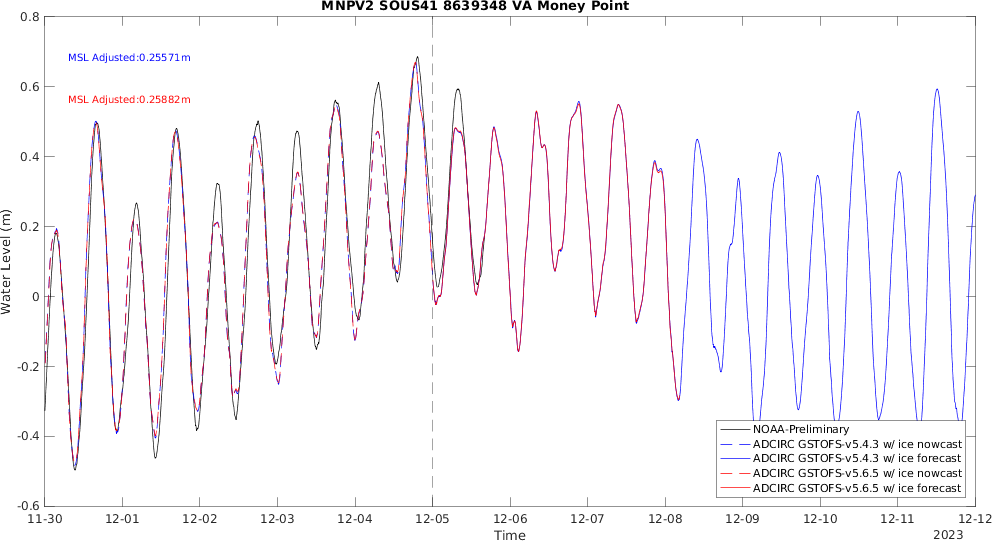 MNPV2 SOUS41 8639348 VA Money Point
MSL Adjusted:0.25571m
MSL Adjusted:0.25882m
Water Level (m)
0.8
0.6
0.4
0.2
0
-0.2
-0.4
-0.6
NOAA-Preliminary
ADCIRC GSTOFS-v5.4.3 w/ ice nowcast
ADCIRC GSTOFS-v5.4.3 w/ ice forecast
ADCIRC GSTOFS-v5.6.5 w/ ice nowcast
ADCIRC GSTOFS-v5.6.5 w/ ice forecast
11-30 12-01 12-02 12-03 12-04 12-05 12-06 12-07 12-08 12-09 12-10 12-11 12-12
Time
2023